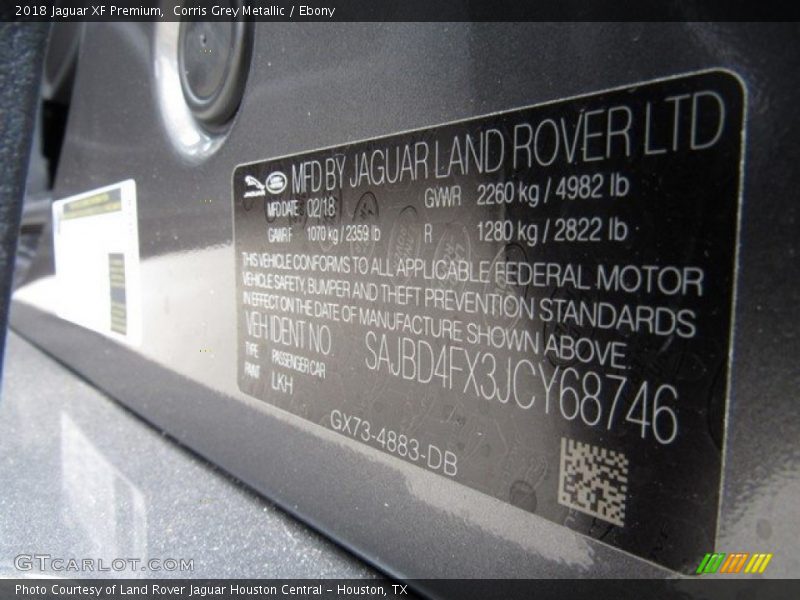 2018 Jaguar XF Premium,  Corris Grey Metallic / Ebony
MFD BY JAGUAR LAND ROVER LTD
MFD DATE 02/18 GVWR 2260 kg / 4982 lb
GAWR F 1070 kg / 2359 lb R 1280 kg / 2822 lb
THIS VEHICLE CONFORMS TO ALL APPLICABLE FEDERAL MOTOR
VEHICLE SAFETY, BUMPER AND THEFT PREVENTION STANDARDS
IN EFFECT ON THE DATE OF MANUFACTURE SHOWN ABOVE
VEH IDENT NO SAJBD4FX3JCY68746
TYPE PASSENGER CAR
PAINT LKH
GX73-4883-DB
GTCarLot.com
Photo Courtesy of Land Rover Jaguar Houston Central - Houston, TX